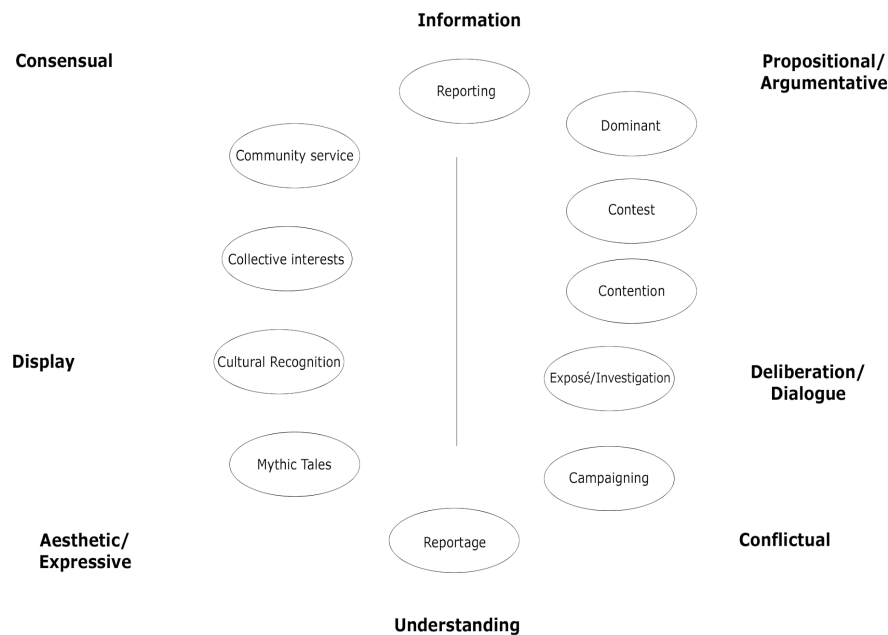 Information
Consensual
Propositional/
Argumentative
Reporting
Dominant
Community service
Contest
Collective interests
Contention
Display
Cultural Recognition
Exposé/Investigation
Deliberation/
Dialogue
Mythic Tales
Campaigning
Aesthetic/
Expressive
Reportage
Conflictual
Understanding